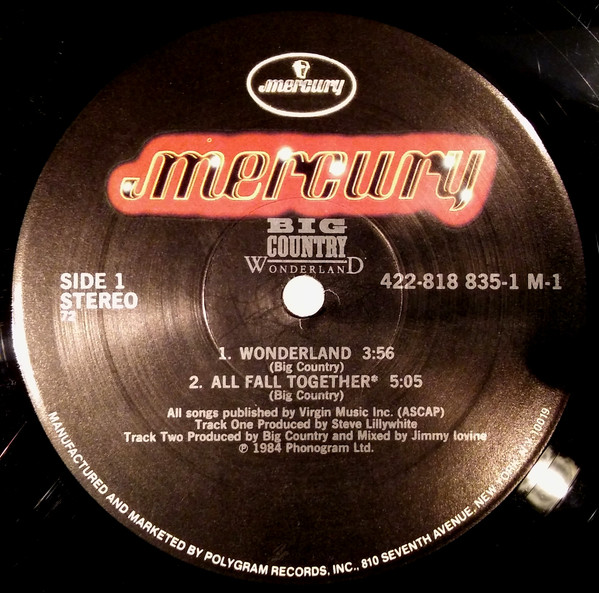 mercury
mercury
BIG
COUNTRY
WONDERLAND
SIDE 1
STEREO
72
422-818 835-1 M-1
1. WONDERLAND 3:56
(Big Country)
2. ALL FALL TOGETHER* 5:05
(Big Country)
All songs published by Virgin Music Inc. (ASCAP)
Track One Produced by Steve Lillywhite
Track Two Produced by Big Country and Mixed by Jimmy Iovine
℗ 1984 Phonogram Ltd.
MANUFACTURED AND MARKETED BY POLYGRAM RECORDS, INC., 810 SEVENTH AVENUE, NEW YORK, NY 10019